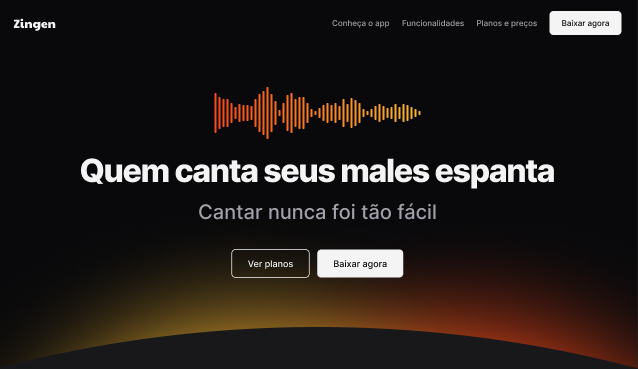 Zingen
Conheça o app Funcionalidades Planos e preços Baixar agora
Quem canta seus males espanta
Cantar nunca foi tão fácil
Ver planos Baixar agora